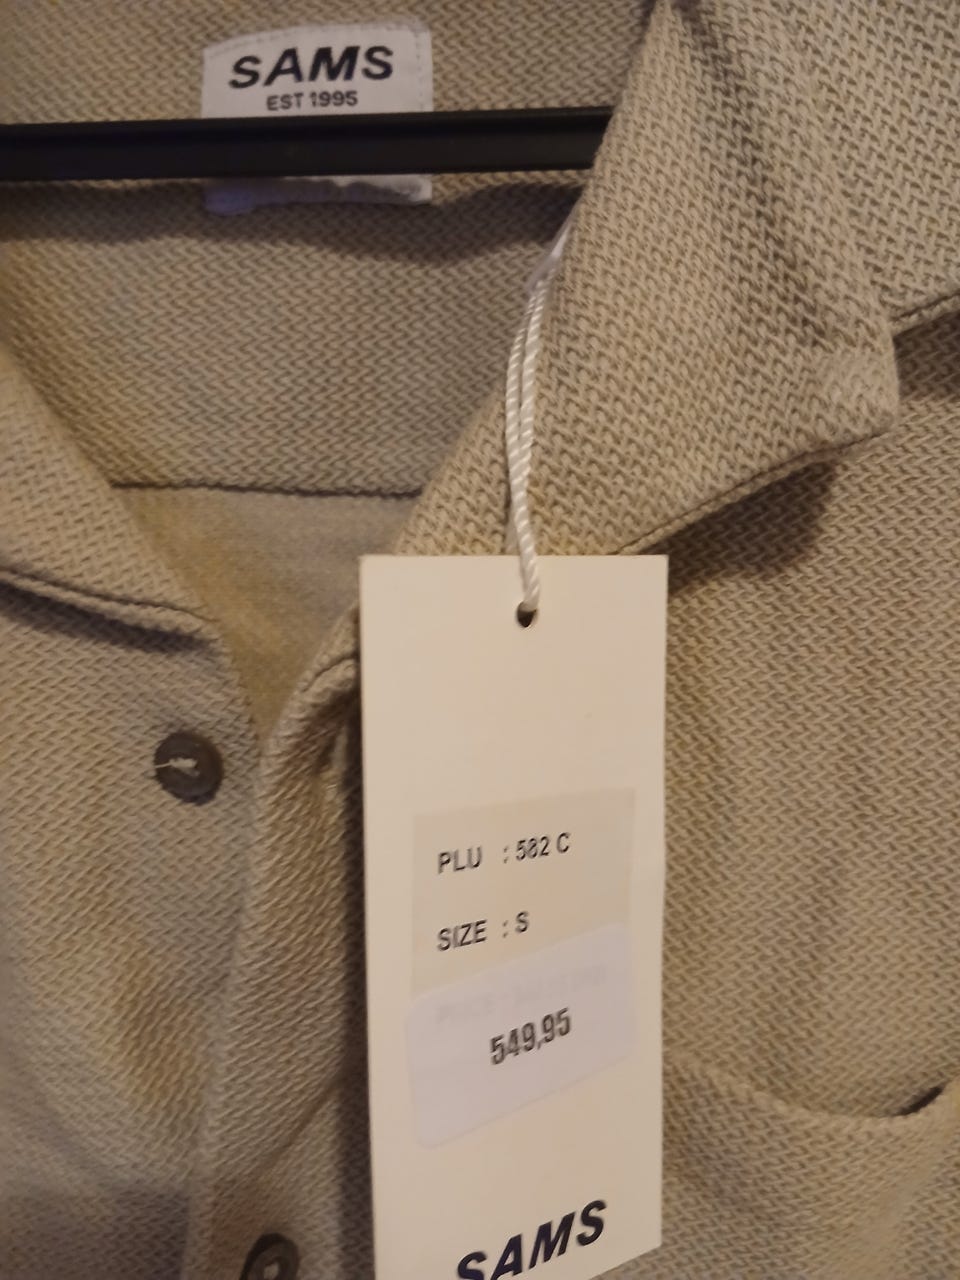 SAMS
EST 1995
PLU : 582 C
SIZE : S
549,95
SAMS